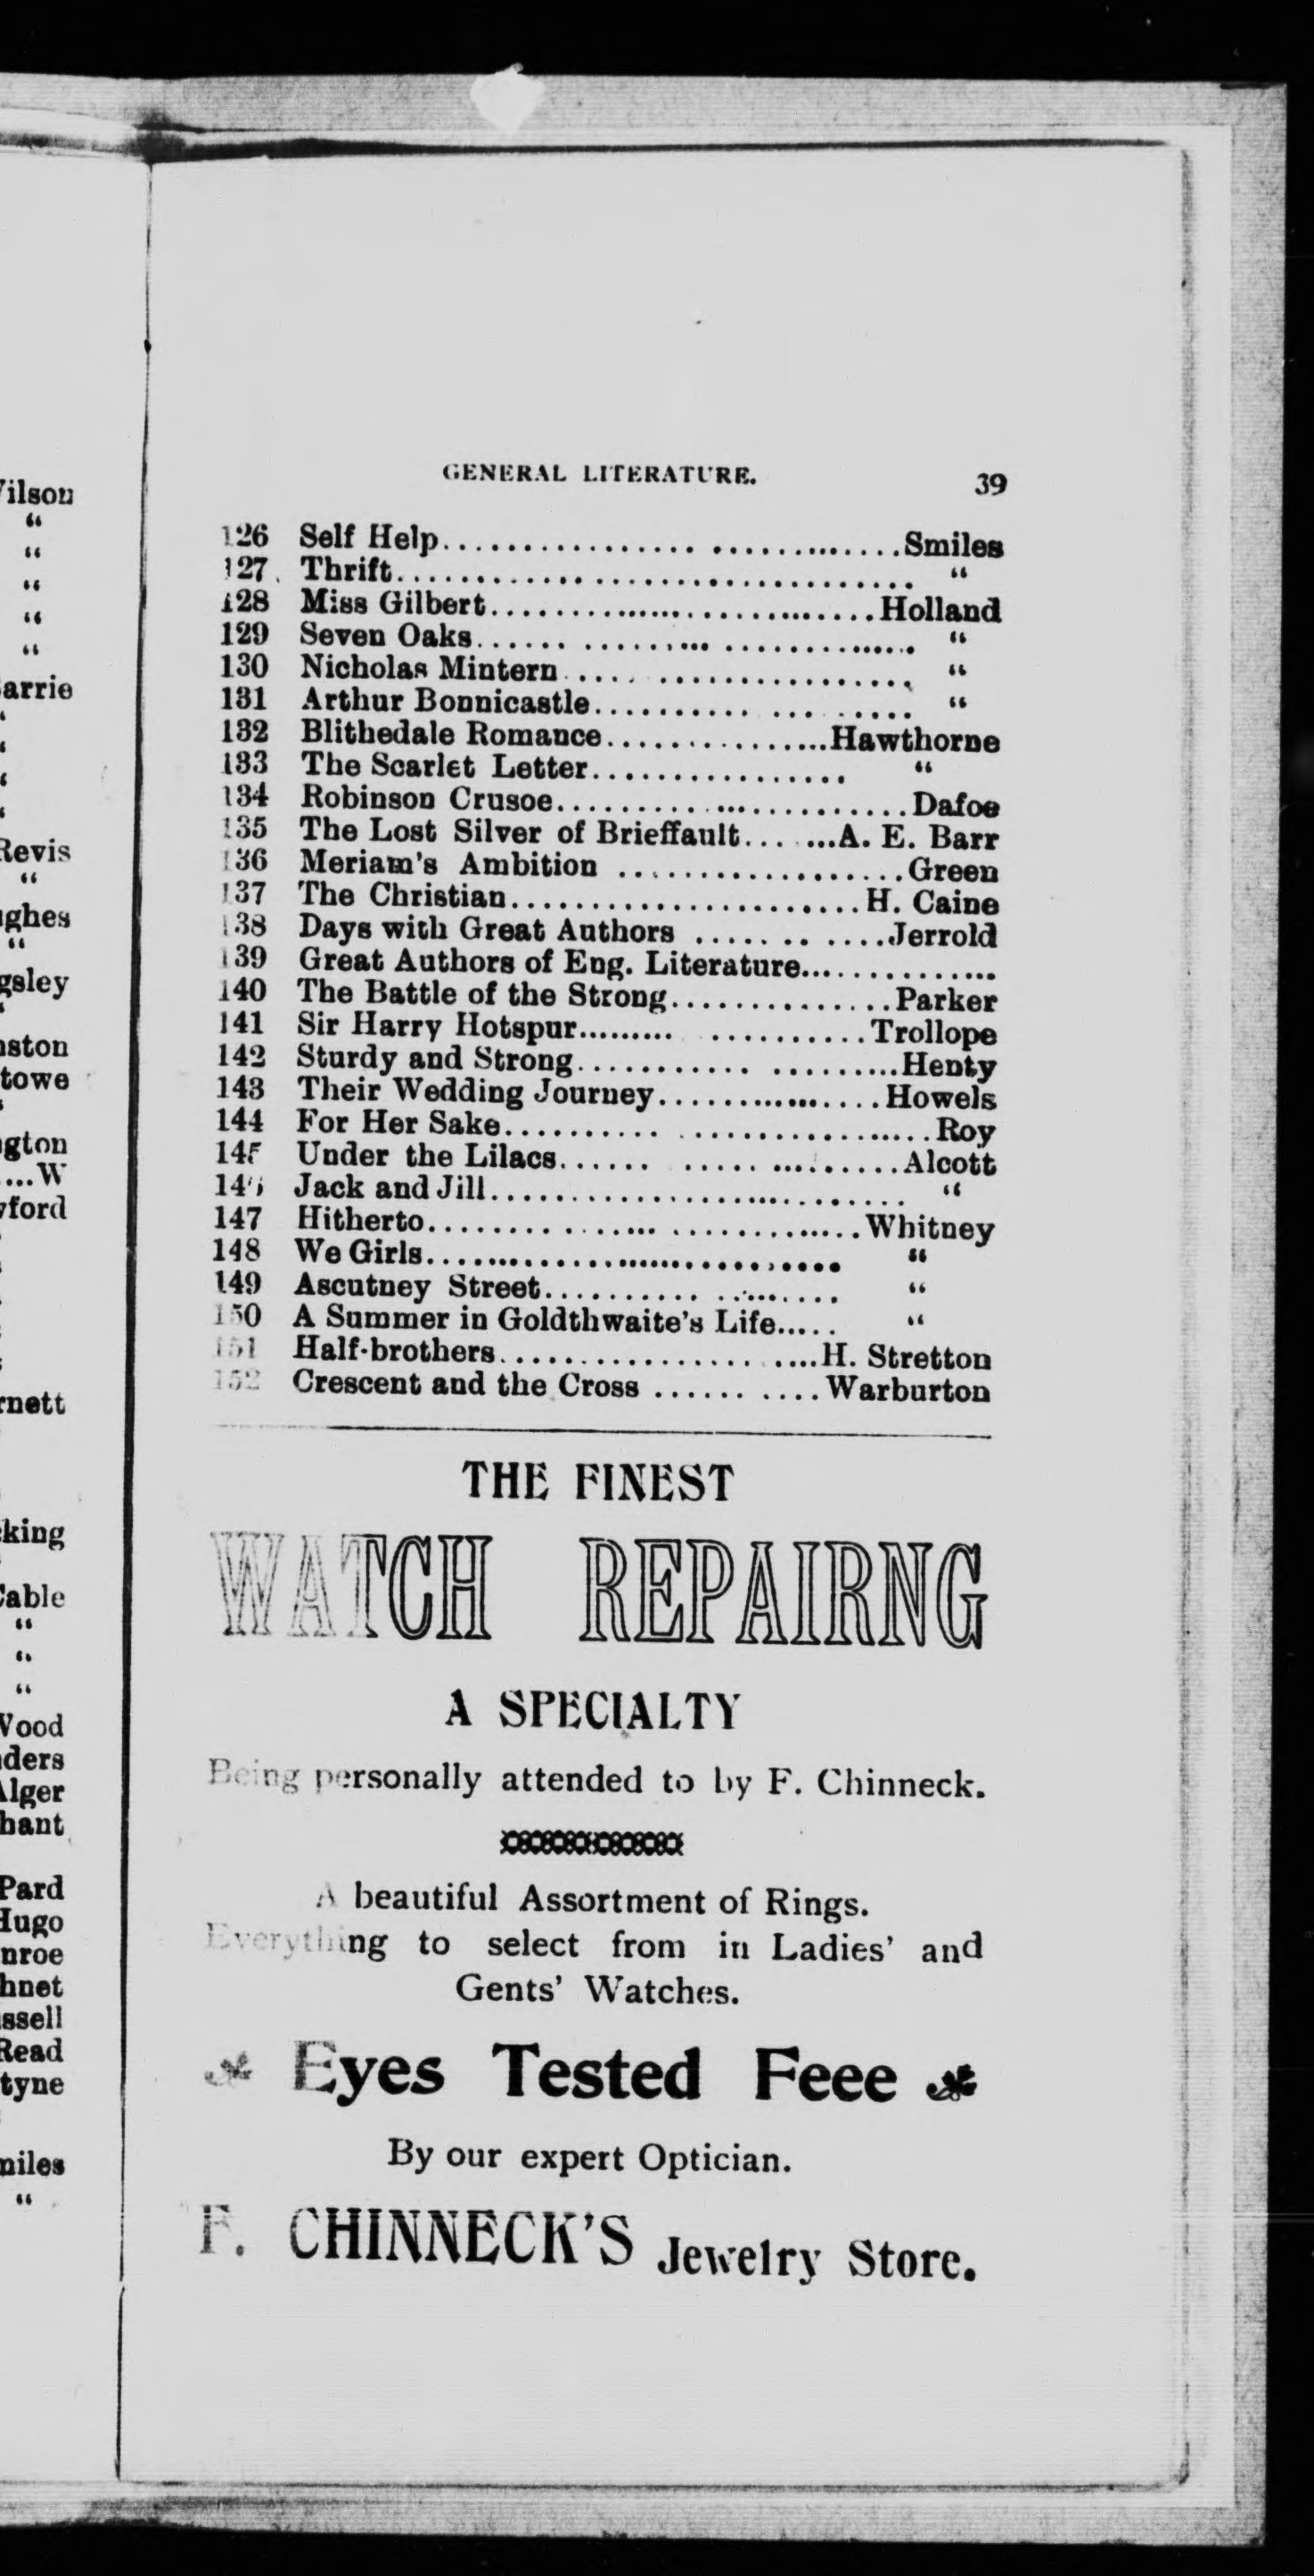 GENERAL LITERATURE. 39
126 Self Help........................Smiles
127 Thrift........................ "
128 Miss Gilbert........................Holland
129 Seven Oaks........................ "
130 Nicholas Mintern........................ "
131 Arthur Bonnicastle........................ "
132 Blithedale Romance................Hawthorne
133 The Scarlet Letter................ "
134 Robinson Crusoe........................Dafoe
135 The Lost Silver of Brieffault.......A. E. Barr
136 Meriam's Ambition ..................Green
137 The Christian........................H. Caine
138 Days with Great Authors ............Jerrold
139 Great Authors of Eng. Literature..............
140 The Battle of the Strong..............Parker
141 Sir Harry Hotspur....................Trollope
142 Sturdy and Strong....................Henty
143 Their Wedding Journey................Howels
144 For Her Sake........................Roy
145 Under the Lilacs....................Alcott
146 Jack and Jill........................ "
147 Hitherto........................Whitney
148 We Girls........................ "
149 Ascutney Street.................. "
150 A Summer in Goldthwaite's Life..... "
151 Half-brothers....................H. Stretton
152 Crescent and the Cross ..........Warburton
THE FINEST
WATCH REPAIRNG
A SPECIALTY
Being personally attended to by F. Chinneck.
A beautiful Assortment of Rings.
Everything to select from in Ladies' and
Gents' Watches.
Eyes Tested Feee
By our expert Optician.
F. CHINNECK'S Jewelry Store.